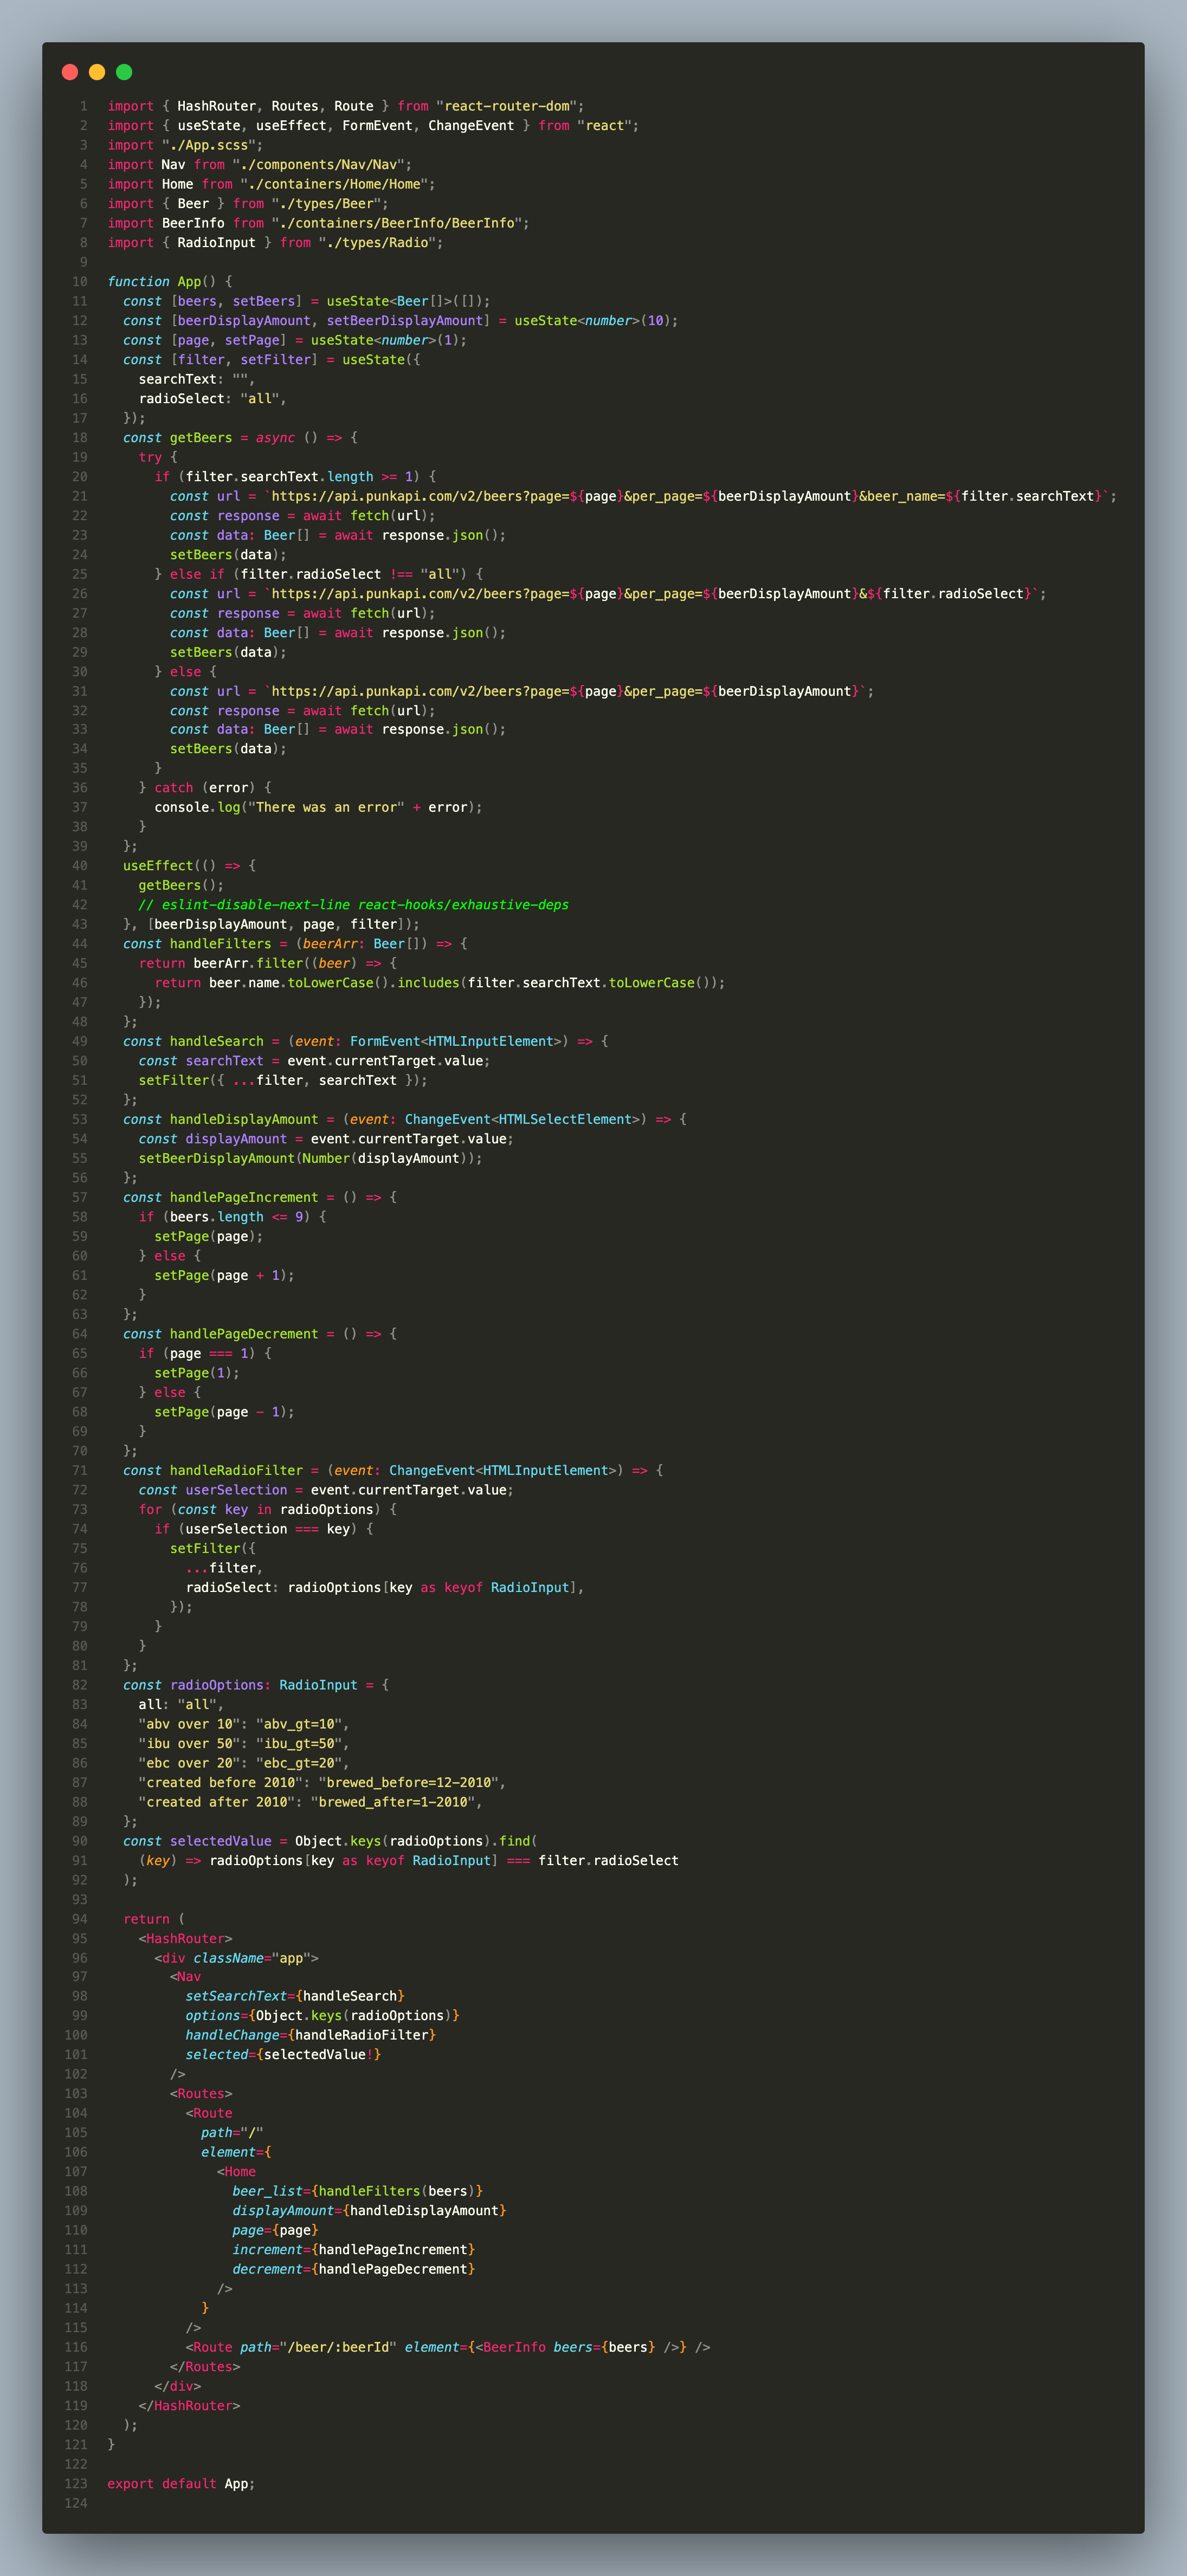 1 import { HashRouter, Routes, Route } from "react-router-dom";
2 import { useState, useEffect, FormEvent, ChangeEvent } from "react";
3 import "./App.scss";
4 import Nav from "./components/Nav/Nav";
5 import Home from "./containers/Home/Home";
6 import { Beer } from "./types/Beer";
7 import BeerInfo from "./containers/BeerInfo/BeerInfo";
8 import { RadioInput } from "./types/Radio";
9
10 function App() {
11   const [beers, setBeers] = useState<Beer[]>([]);
12   const [beerDisplayAmount, setBeerDisplayAmount] = useState<number>(10);
13   const [page, setPage] = useState<number>(1);
14   const [filter, setFilter] = useState({
15     searchText: "",
16     radioSelect: "all",
17   });
18   const getBeers = async () => {
19     try {
20       if (filter.searchText.length >= 1) {
21         const url = `https://api.punkapi.com/v2/beers?page=${page}&per_page=${beerDisplayAmount}&beer_name=${filter.searchText}`;
22         const response = await fetch(url);
23         const data: Beer[] = await response.json();
24         setBeers(data);
25       } else if (filter.radioSelect !== "all") {
26         const url = `https://api.punkapi.com/v2/beers?page=${page}&per_page=${beerDisplayAmount}&${filter.radioSelect}`;
27         const response = await fetch(url);
28         const data: Beer[] = await response.json();
29         setBeers(data);
30       } else {
31         const url = `https://api.punkapi.com/v2/beers?page=${page}&per_page=${beerDisplayAmount}`;
32         const response = await fetch(url);
33         const data: Beer[] = await response.json();
34         setBeers(data);
35       }
36     } catch (error) {
37       console.log("There was an error" + error);
38     }
39   };
40   useEffect(() => {
41     getBeers();
42     // eslint-disable-next-line react-hooks/exhaustive-deps
43   }, [beerDisplayAmount, page, filter]);
44   const handleFilters = (beerArr: Beer[]) => {
45     return beerArr.filter((beer) => {
46       return beer.name.toLowerCase().includes(filter.searchText.toLowerCase());
47     });
48   };
49   const handleSearch = (event: FormEvent<HTMLInputElement>) => {
50     const searchText = event.currentTarget.value;
51     setFilter({ ...filter, searchText });
52   };
53   const handleDisplayAmount = (event: ChangeEvent<HTMLSelectElement>) => {
54     const displayAmount = event.currentTarget.value;
55     setBeerDisplayAmount(Number(displayAmount));
56   };
57   const handlePageIncrement = () => {
58     if (beers.length <= 9) {
59       setPage(page);
60     } else {
61       setPage(page + 1);
62     }
63   };
64   const handlePageDecrement = () => {
65     if (page === 1) {
66       setPage(1);
67     } else {
68       setPage(page - 1);
69     }
70   };
71   const handleRadioFilter = (event: ChangeEvent<HTMLInputElement>) => {
72     const userSelection = event.currentTarget.value;
73     for (const key in radioOptions) {
74       if (userSelection === key) {
75         setFilter({
76           ...filter,
77           radioSelect: radioOptions[key as keyof RadioInput],
78         });
79       }
80     }
81   };
82   const radioOptions: RadioInput = {
83     all: "all",
84     "abv over 10": "abv_gt=10",
85     "ibu over 50": "ibu_gt=50",
86     "ebc over 20": "ebc_gt=20",
87     "created before 2010": "brewed_before=12-2010",
88     "created after 2010": "brewed_after=1-2010",
89   };
90   const selectedValue = Object.keys(radioOptions).find(
91     (key) => radioOptions[key as keyof RadioInput] === filter.radioSelect
92   );
93
94   return (
95     <HashRouter>
96       <div className="app">
97         <Nav
98           setSearchText={handleSearch}
99           options={Object.keys(radioOptions)}
100           handleChange={handleRadioFilter}
101           selected={selectedValue!}
102         />
103         <Routes>
104           <Route
105             path="/"
106             element={
107               <Home
108                 beer_list={handleFilters(beers)}
109                 displayAmount={handleDisplayAmount}
110                 page={page}
111                 increment={handlePageIncrement}
112                 decrement={handlePageDecrement}
113               />
114             }
115           />
116           <Route path="/beer/:beerId" element={<BeerInfo beers={beers} />} />
117         </Routes>
118       </div>
119     </HashRouter>
120   );
121 }
122
123 export default App;
124